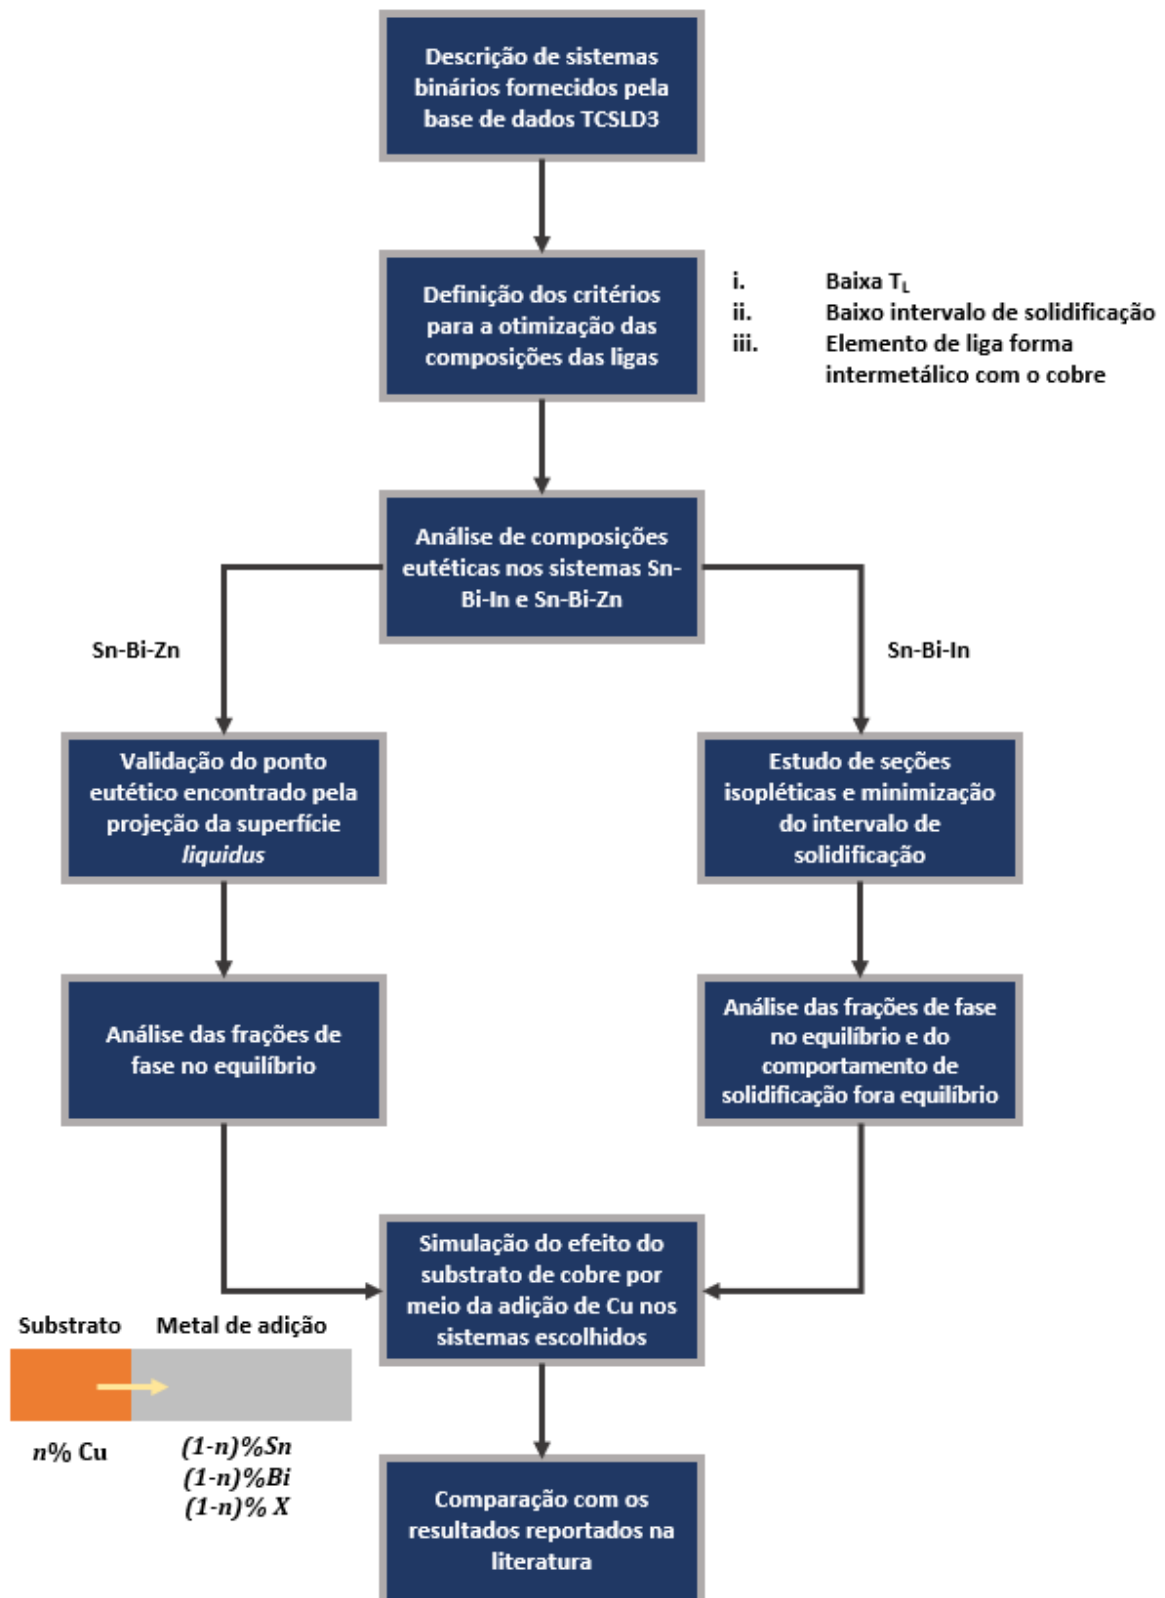 Descrição de sistemas
binários fornecidos pela
base de dados TCSLD3
Definição dos critérios
para a otimização das
composições das ligas
i. Baixa T_L
ii. Baixo intervalo de solidificação
iii. Elemento de liga forma
intermetálico com o cobre
Análise de composições
eutéticas nos sistemas Sn-
Bi-In e Sn-Bi-Zn
Sn-Bi-Zn
Sn-Bi-In
Validação do ponto
eutético encontrado pela
projeção da superfície
liquidus
Estudo de seções
isopléticas e minimização
do intervalo de
solidificação
Análise das frações de
fase no equilíbrio
Análise das frações de fase
no equilíbrio e do
comportamento de
solidificação fora equilíbrio
Simulação do efeito do
substrato de cobre por
meio da adição de Cu nos
sistemas escolhidos
Substrato
Metal de adição
n% Cu
(1-n)%Sn
(1-n)%Bi
(1-n)% X
Comparação com os
resultados reportados na
literatura